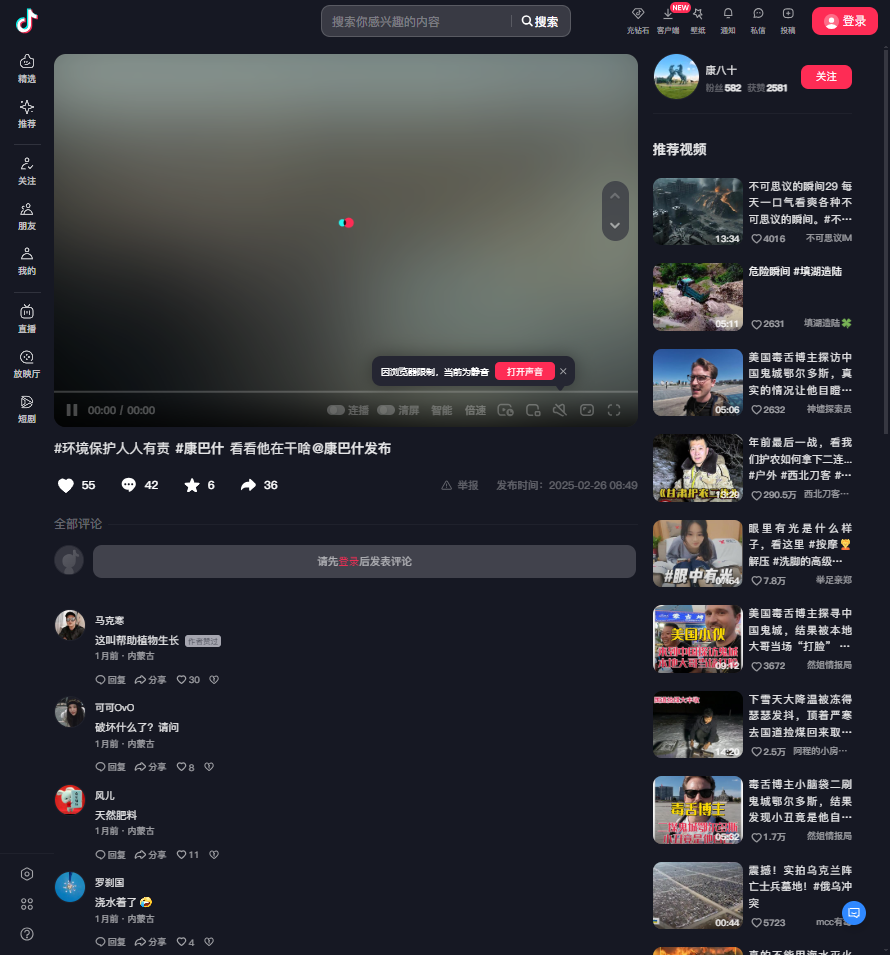 搜索你感兴趣的内容
搜索
充钻石
客户端
NEW
壁纸
通知
私信
投稿
登录
精选
推荐
关注
朋友
我的
直播
放映厅
短剧
因浏览器限制，当前为静音
打开声音
00:00 / 00:00
连播
清屏
智能
倍速
#环境保护人人有责 #康巴什 看看他在干啥@康巴什发布
55
42
6
36
举报
发布时间：2025-02-26 08:49
全部评论
请先登录后发表评论
马克寒
这叫帮助植物生长 作者赞过
1月前 · 内蒙古
回复 分享 30
可可OvO
破坏什么了？请问
1月前 · 内蒙古
回复 分享 8
风儿
天然肥料
1月前 · 内蒙古
回复 分享 11
罗刹国
浇水着了🤣
1月前 · 内蒙古
回复 分享 4
康八十
粉丝582 获赞2581
关注
推荐视频
不可思议的瞬间29 每
天一口气看爽各种不
可思议的瞬间。#不…
13:34
4016 不可思议IM
危险瞬间 #填湖造陆
05:11
2631 填湖造陆🍀
美国毒舌博主探访中
国鬼城鄂尔多斯，真
实的情况让他目瞪…
05:06
2632 神墟探索员
年前最后一战，看我
们护农如何拿下二连...
#户外 #西北刀客 #…
290.5万 西北刀客…
眼里有光是什么样
子，看这里 #按摩💆
解压 #洗脚的高级…
#眼中有光
7.8万 举足亲郑
美国毒舌博主探寻中
国鬼城，结果被本地
大哥当场“打脸” …
美国小伙
本地大哥当场打脸
09:12
3672 然姐情报局
下雪天大降温被冻得
瑟瑟发抖，顶着严寒
去国道捡煤回来取…
14:20
2.5万 阿程的小房…
毒舌博主小脑袋二刷
鬼城鄂尔多斯，结果
发现小丑竟是他自…
毒舌博主
05:32
1.7万 然姐情报局
震撼！实拍乌克兰阵
亡士兵墓地！#俄乌冲
突
00:44
5723